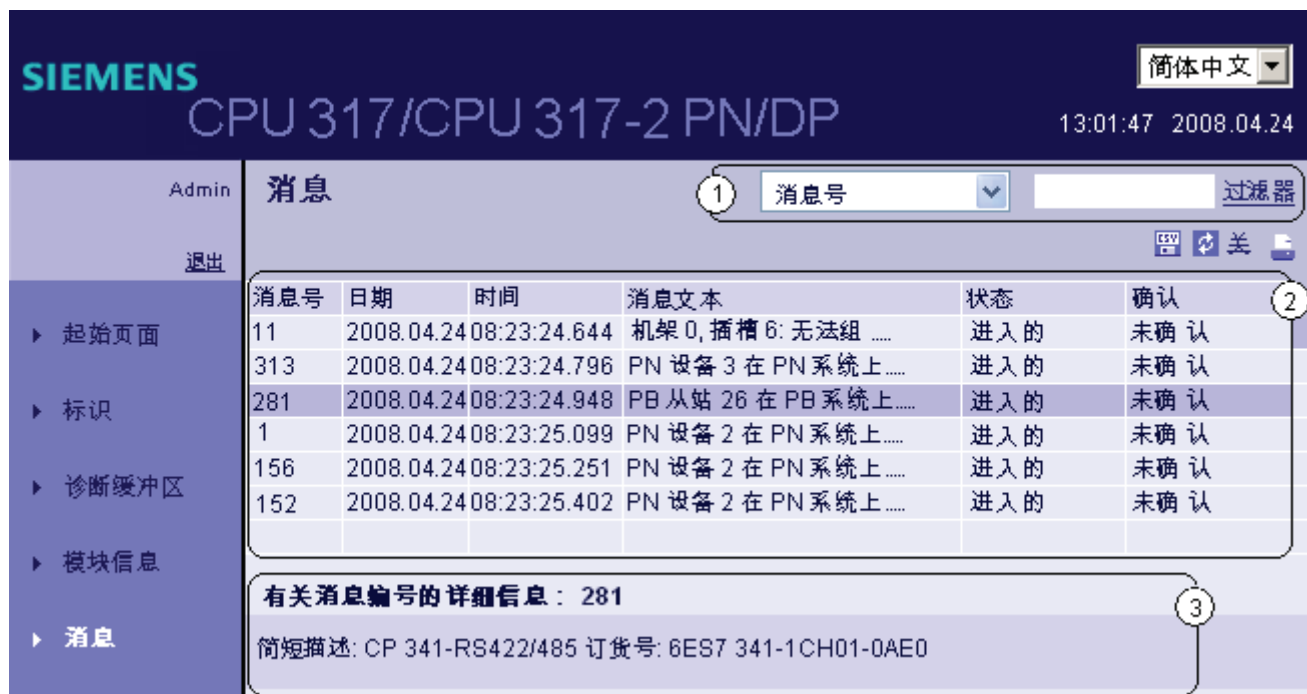 SIEMENS
简体中文
CPU 317/CPU 317-2 PN/DP
13:01:47 2008.04.24
Admin
消息
1
消息号
过滤器
退出
CSV
关
消息号 日期 时间 消息文本 状态 确认
2
11 2008.04.24 08:23:24.644 机架 0, 插槽 6: 无法组 .....
进入的 未确 认
313 2008.04.24 08:23:24.796 PN 设备 3 在 PN 系统上.....
进入的 未确 认
281 2008.04.24 08:23:24.948 PB 从站 26 在 PB 系统上.....
进入的 未确 认
1 2008.04.24 08:23:25.099 PN 设备 2 在 PN 系统上.....
进入的 未确 认
156 2008.04.24 08:23:25.251 PN 设备 2 在 PN 系统上.....
进入的 未确 认
152 2008.04.24 08:23:25.402 PN 设备 2 在 PN 系统上.....
进入的 未确 认
起始页面
标识
诊断缓冲区
模块信息
消息
有关消息编号的详细信息： 281
3
简短描述: CP 341-RS422/485 订货号: 6ES7 341-1CH01-0AE0